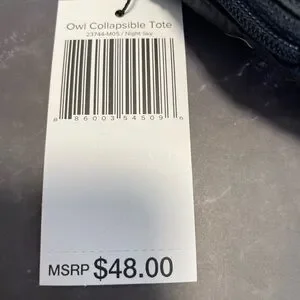 Owl Collapsible Tote
23744-M05 / Night Sky
8 86003 54509 6
MSRP $48.00